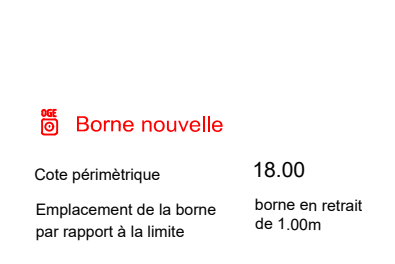 OGE
Borne nouvelle
Cote périmètrique 18.00
Emplacement de la borne borne en retrait
par rapport à la limite de 1.00m